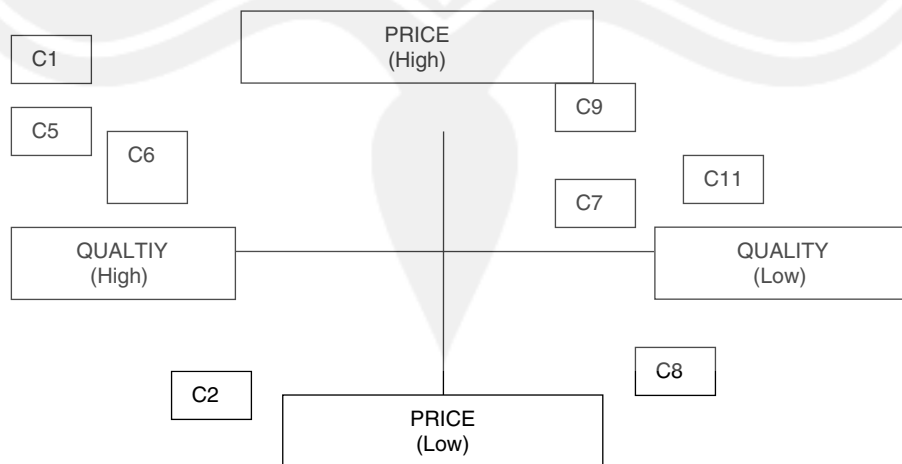 PRICE
(High)
C1
C9
C5
C6
C11
C7
QUALTIY
(High)
QUALITY
(Low)
C8
C2
PRICE
(Low)